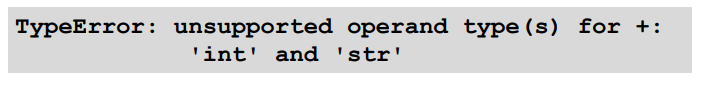 TypeError: unsupported operand type(s) for +:
'int' and 'str'